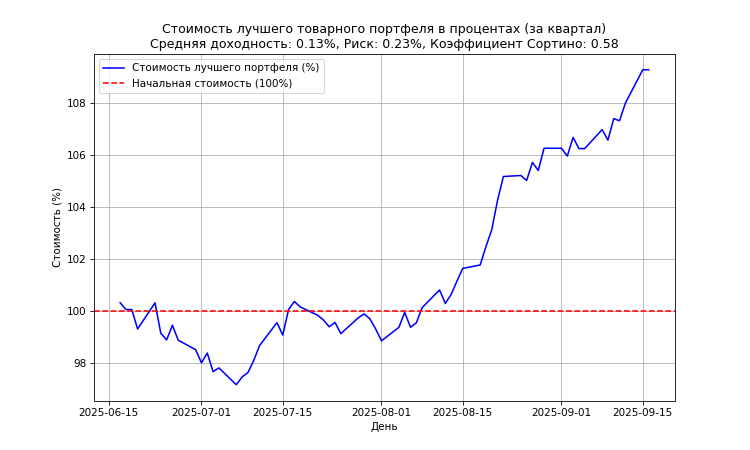 Стоимость лучшего товарного портфеля в процентах (за квартал)
Средняя доходность: 0.13%, Риск: 0.23%, Коэффициент Сортино: 0.58
Стоимость лучшего портфеля (%)
Начальная стоимость (100%)
Стоимость (%)
108
106
104
102
100
98
2025-06-15
2025-07-01
2025-07-15
2025-08-01
2025-08-15
2025-09-01
2025-09-15
День